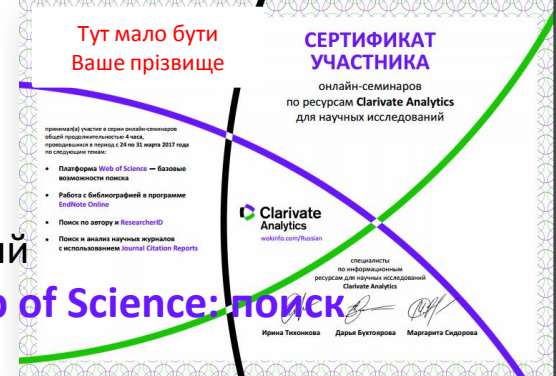 Тут мало бути
Ваше прізвище
СЕРТИФИКАТ
УЧАСТНИКА
онлайн-семинаров
по ресурсам Clarivate Analytics
для научных исследований
принимал(а) участие в серии онлайн-семинаров
общей продолжительностью 4 часа,
проводившихся в период с 24 по 31 марта 2017 года
по следующим темам:
• Платформа Web of Science — базовые
возможности поиска
• Работа с библиографией в программе
EndNote Online
• Поиск по автору и ResearcherID
• Поиск и анализ научных журналов
с использованием Journal Citation Reports
Clarivate
Analytics
wokinfo.com/Russian
специалисты
по информационным
ресурсам для научных исследований
Clarivate Analytics
Ирина Тихонкова Дарья Бухтоярова Маргарита Сидорова
ий
of Science: поиск